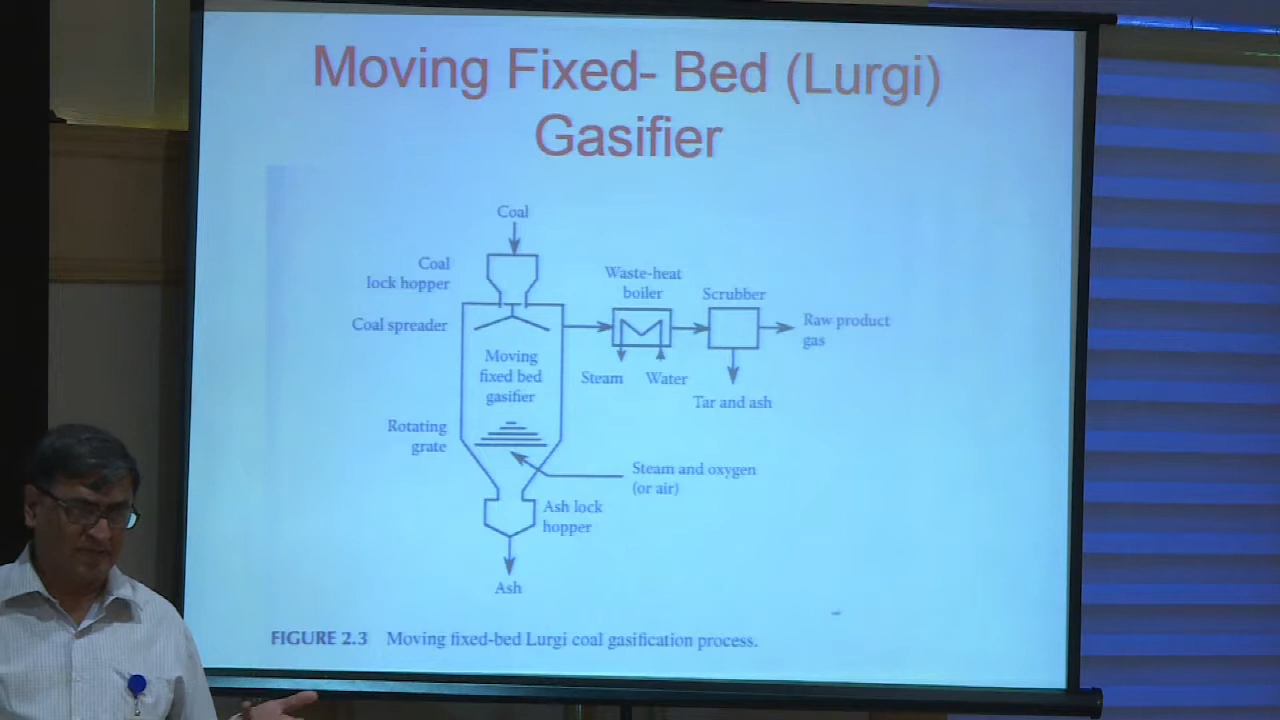 Moving Fixed- Bed (Lurgi)
Gasifier
Coal
Coal
lock hopper
Coal spreader
Waste-heat
boiler
Scrubber
Raw product
gas
Moving
fixed bed
gasifier
Steam
Water
Tar and ash
Rotating
grate
Steam and oxygen
(or air)
Ash lock
hopper
Ash
FIGURE 2.3 Moving fixed-bed Lurgi coal gasification process.